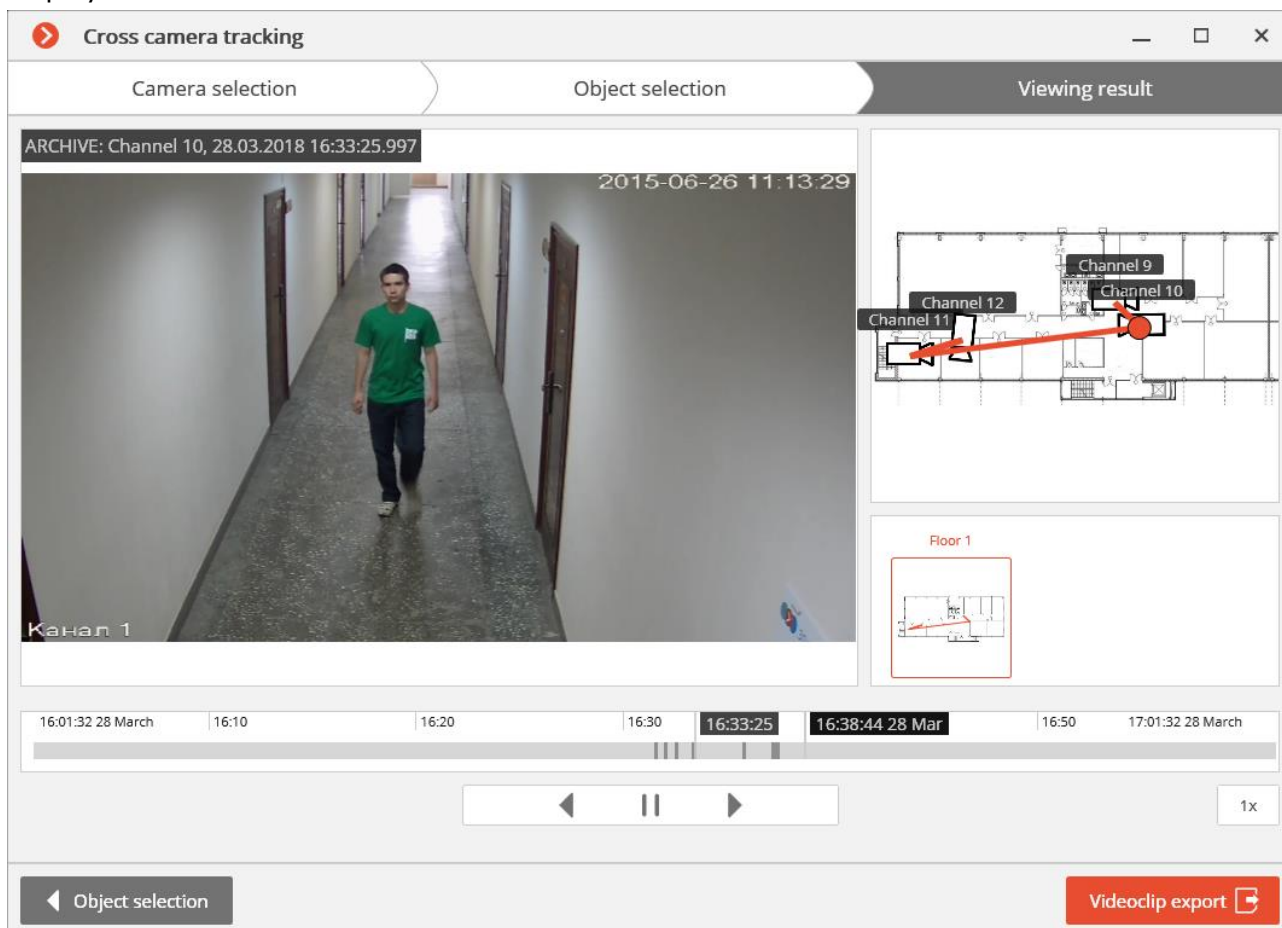 Cross camera tracking
Camera selection
Object selection
Viewing result
ARCHIVE: Channel 10, 28.03.2018 16:33:25.997
2015-06-26 11:13:29
Канал 1
Channel 9
Channel 10
Channel 12
Channel 11
Floor 1
16:01:32 28 March
16:10
16:20
16:30
16:33:25
16:38:44 28 Mar
16:50
17:01:32 28 March
1x
Object selection
Videoclip export